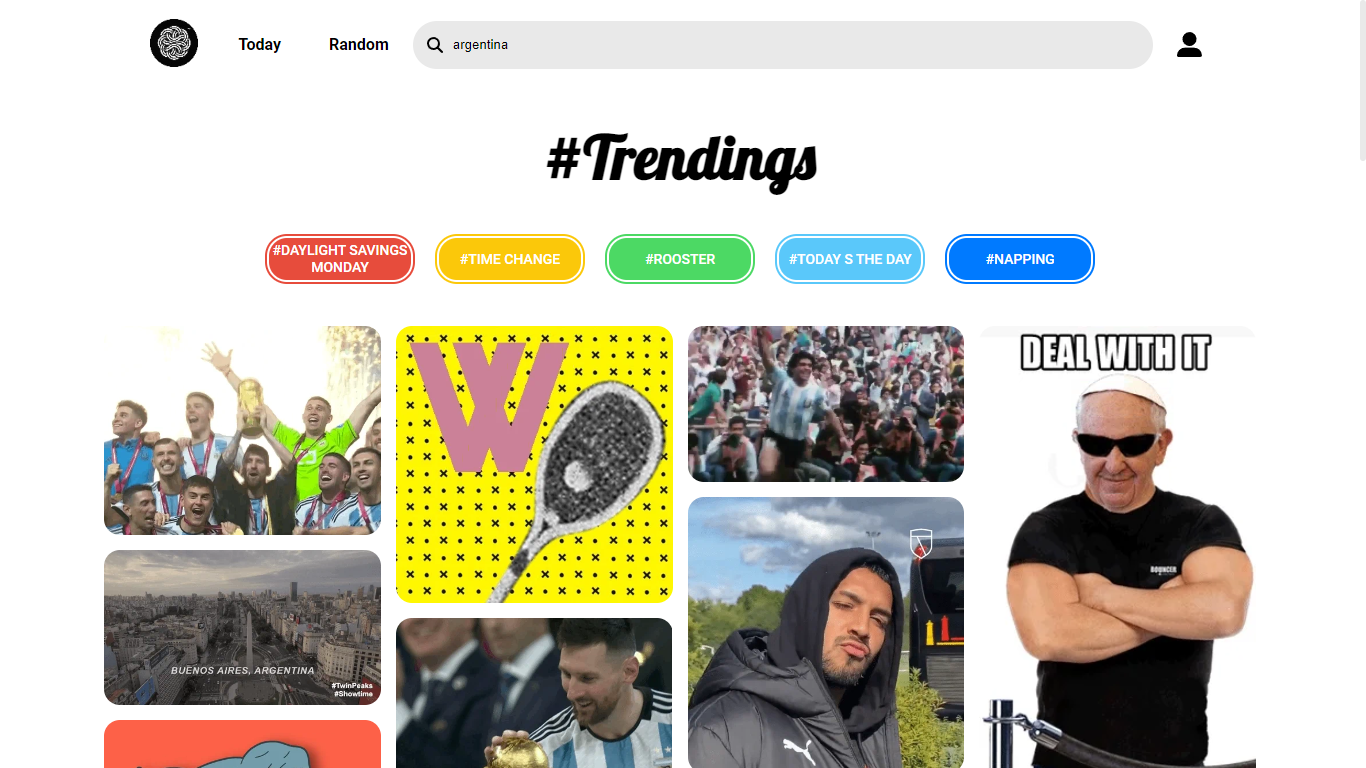 Today
Random
argentina
#Trendings
#DAYLIGHT SAVINGS
MONDAY
#TIME CHANGE
#ROOSTER
#TODAY S THE DAY
#NAPPING
DEAL WITH IT
W
BOUNCER
BUENOS AIRES, ARGENTINA
#TwinPeaks
#Showtime